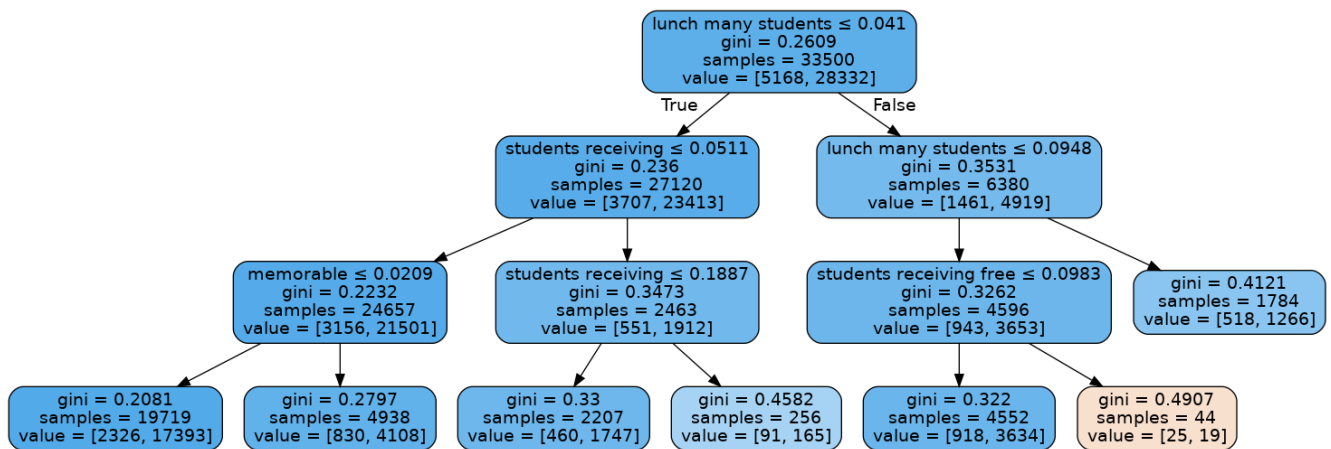 lunch many students ≤ 0.041
gini = 0.2609
samples = 33500
value = [5168, 28332]
True
False
students receiving ≤ 0.0511
gini = 0.236
samples = 27120
value = [3707, 23413]
lunch many students ≤ 0.0948
gini = 0.3531
samples = 6380
value = [1461, 4919]
memorable ≤ 0.0209
gini = 0.2232
samples = 24657
value = [3156, 21501]
students receiving ≤ 0.1887
gini = 0.3473
samples = 2463
value = [551, 1912]
students receiving free ≤ 0.0983
gini = 0.3262
samples = 4596
value = [943, 3653]
gini = 0.4121
samples = 1784
value = [518, 1266]
gini = 0.2081
samples = 19719
value = [2326, 17393]
gini = 0.2797
samples = 4938
value = [830, 4108]
gini = 0.33
samples = 2207
value = [460, 1747]
gini = 0.4582
samples = 256
value = [91, 165]
gini = 0.322
samples = 4552
value = [918, 3634]
gini = 0.4907
samples = 44
value = [25, 19]